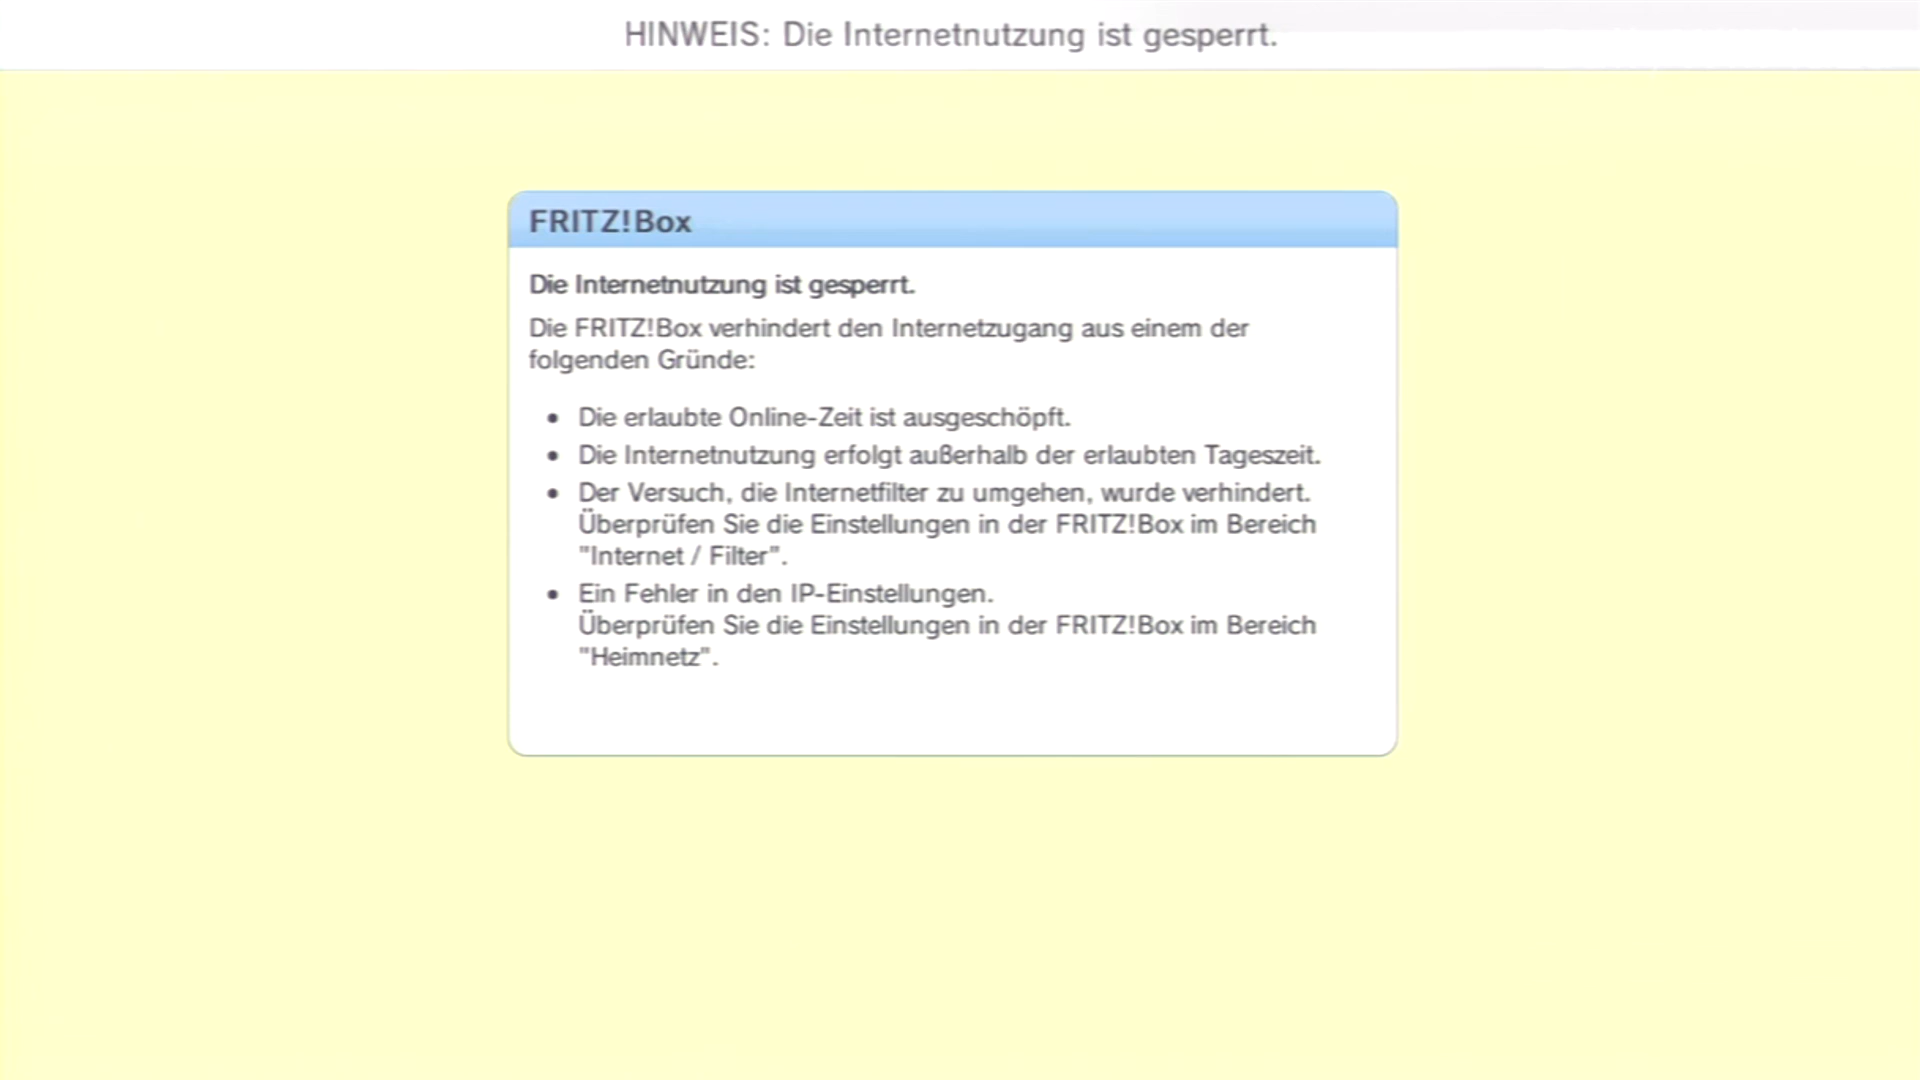 HINWEIS: Die Internetnutzung ist gesperrt.
FRITZ!Box
Die Internetnutzung ist gesperrt.
Die FRITZ!Box verhindert den Internetzugang aus einem der
folgenden Gründe:
• Die erlaubte Online-Zeit ist ausgeschöpft.
• Die Internetnutzung erfolgt außerhalb der erlaubten Tageszeit.
• Der Versuch, die Internetfilter zu umgehen, wurde verhindert.
Überprüfen Sie die Einstellungen in der FRITZ!Box im Bereich
"Internet / Filter".
• Ein Fehler in den IP-Einstellungen.
Überprüfen Sie die Einstellungen in der FRITZ!Box im Bereich
"Heimnetz".